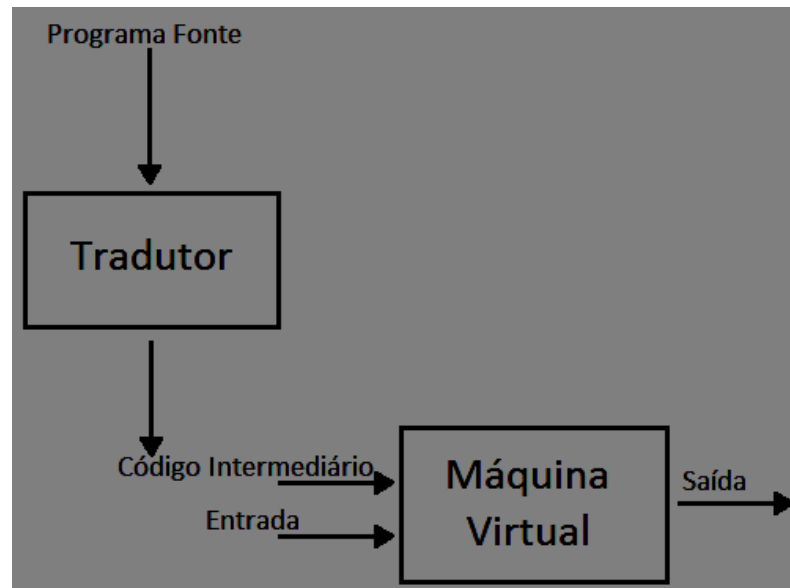 Programa Fonte
Tradutor
Código Intermediário
Entrada
Máquina
Virtual
Saída